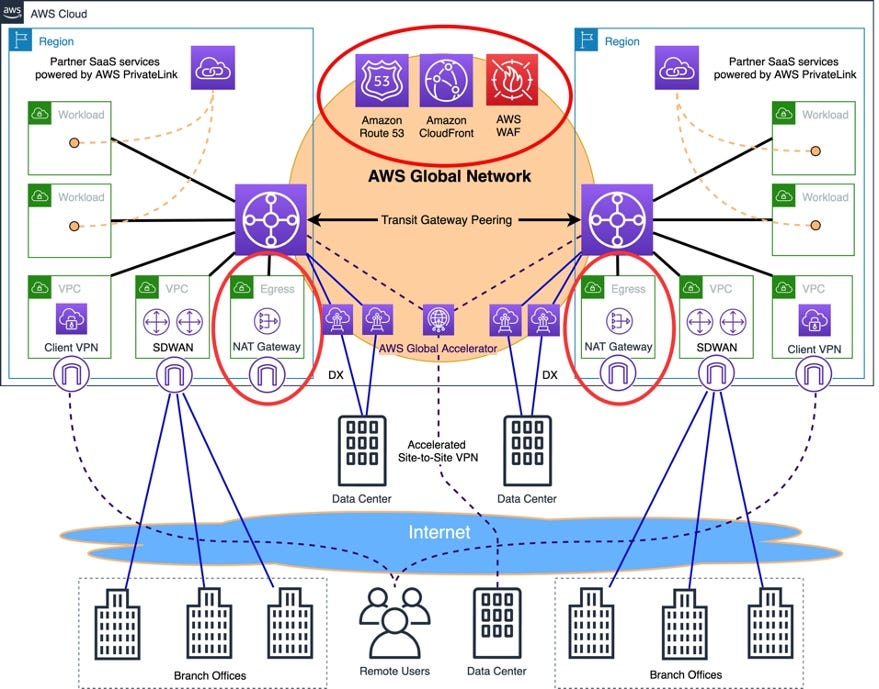 aws
AWS Cloud
Region
Partner SaaS services
powered by AWS PrivateLink
Workload
Workload
VPC
Client VPN
VPC
SDWAN
Egress
NAT Gateway
53
Amazon
Route 53
Amazon
CloudFront
AWS
WAF
AWS Global Network
Transit Gateway Peering
AWS Global Accelerator
DX
DX
Region
Partner SaaS services
powered by AWS PrivateLink
Workload
Workload
Egress
NAT Gateway
VPC
SDWAN
VPC
Client VPN
Data Center
Accelerated
Site-to-Site VPN
Data Center
Internet
Branch Offices
Remote Users
Data Center
Branch Offices